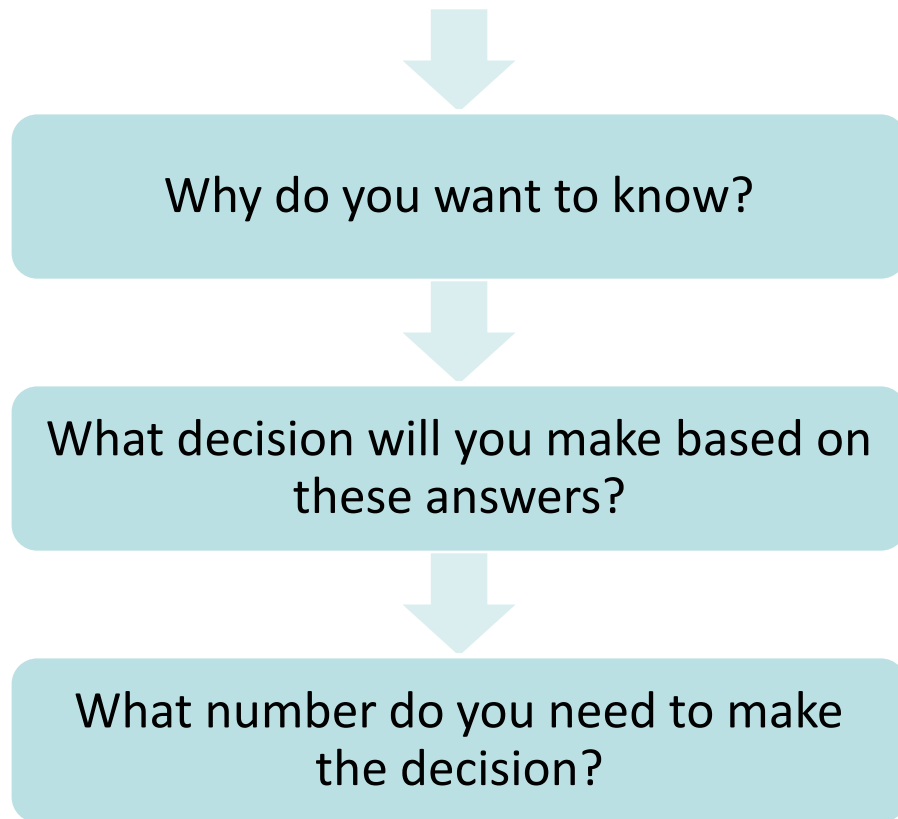 Why do you want to know?
What decision will you make based on
these answers?
What number do you need to make
the decision?